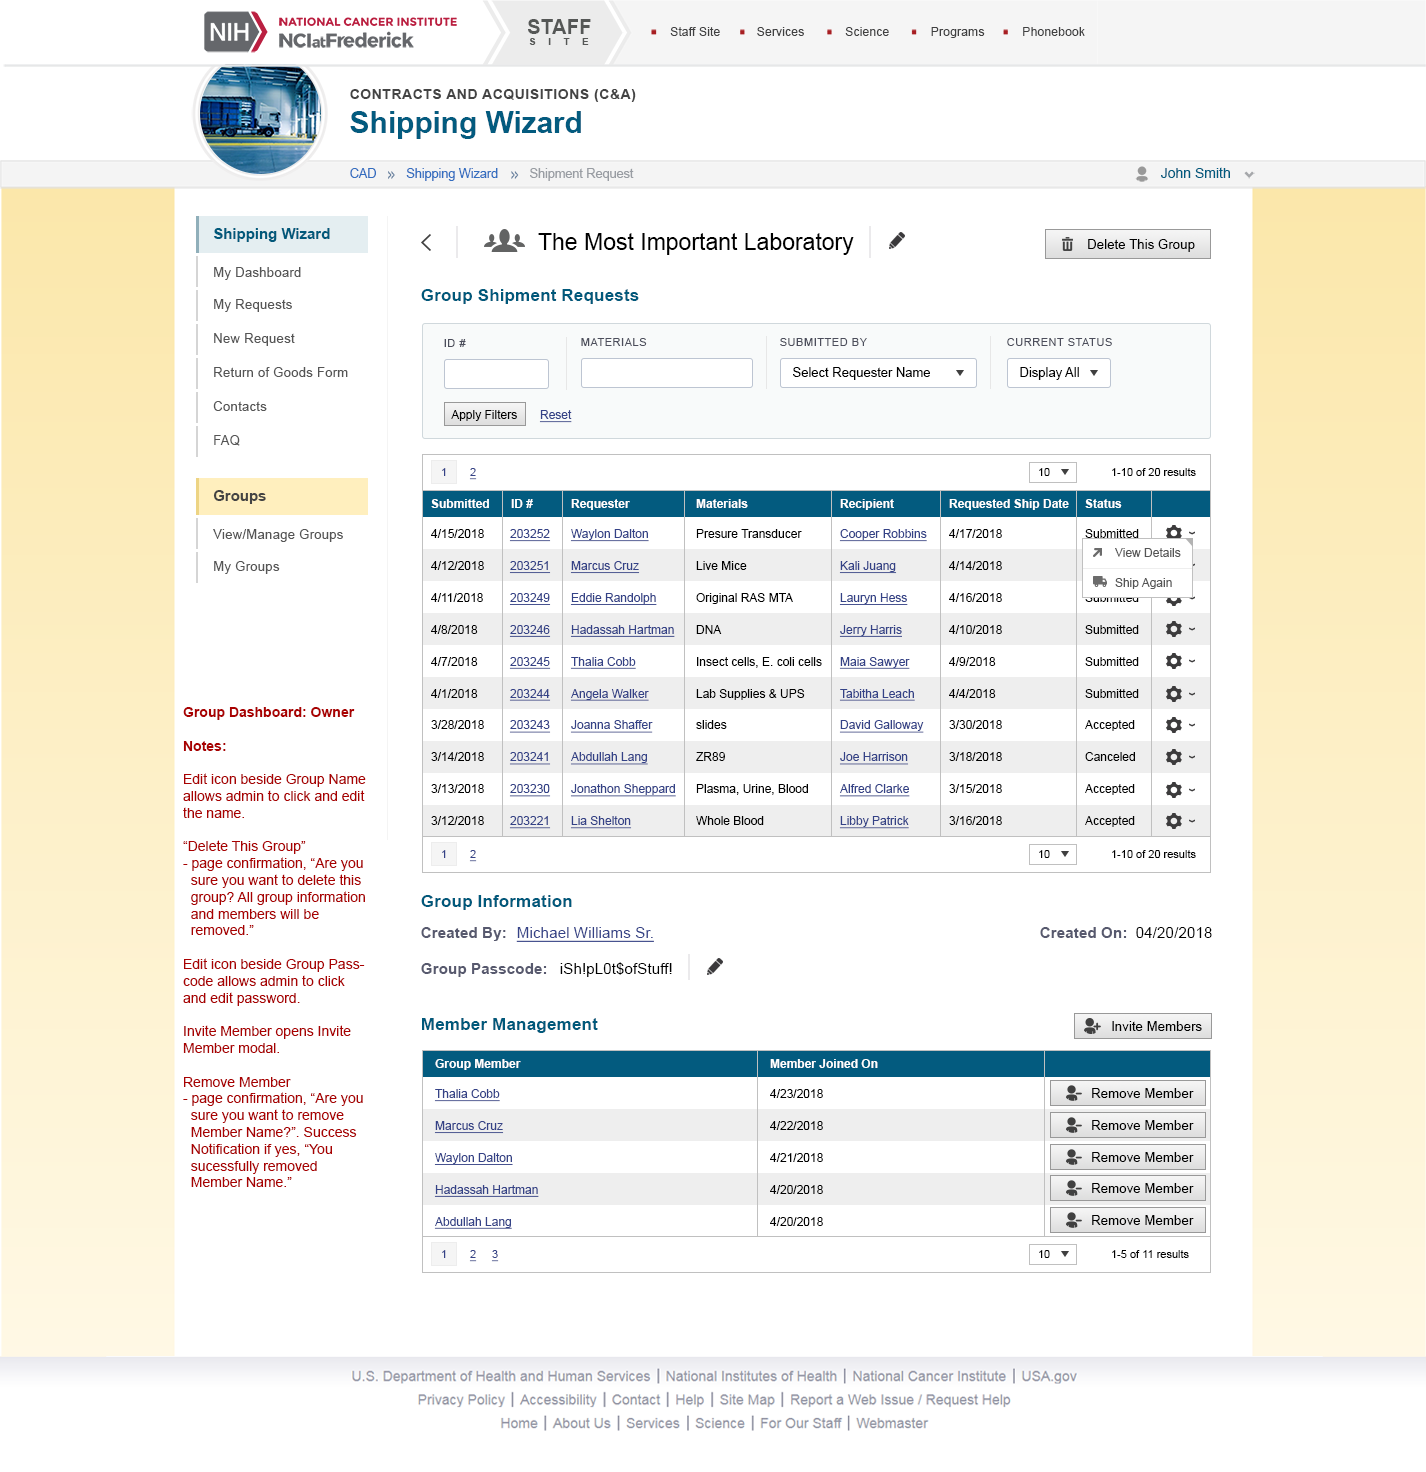 NIH NATIONAL CANCER INSTITUTE
NCIatFrederick
STAFF
SITE
Staff Site Services Science Programs Phonebook
CONTRACTS AND ACQUISITIONS (C&A)
Shipping Wizard
CAD » Shipping Wizard » Shipment Request
John Smith
Shipping Wizard
My Dashboard
My Requests
New Request
Return of Goods Form
Contacts
FAQ
Groups
View/Manage Groups
My Groups
Group Dashboard: Owner
Notes:
Edit icon beside Group Name
allows admin to click and edit
the name.
“Delete This Group”
- page confirmation, “Are you
sure you want to delete this
group? All group information
and members will be
removed.”
Edit icon beside Group Pass-
code allows admin to click
and edit password.
Invite Member opens Invite
Member modal.
Remove Member
- page confirmation, “Are you
sure you want to remove
Member Name?”. Success
Notification if yes, “You
sucessfully removed
Member Name.”
The Most Important Laboratory
Delete This Group
Group Shipment Requests
ID # MATERIALS SUBMITTED BY CURRENT STATUS
Select Requester Name Display All
Apply Filters Reset
1 2 10 1-10 of 20 results
Submitted ID # Requester Materials Recipient Requested Ship Date Status
4/15/2018 203252 Waylon Dalton Presure Transducer Cooper Robbins 4/17/2018 Submitted
4/12/2018 203251 Marcus Cruz Live Mice Kali Juang 4/14/2018
View Details
Ship Again
4/11/2018 203249 Eddie Randolph Original RAS MTA Lauryn Hess 4/16/2018 Submitted
4/8/2018 203246 Hadassah Hartman DNA Jerry Harris 4/10/2018 Submitted
4/7/2018 203245 Thalia Cobb Insect cells, E. coli cells Maia Sawyer 4/9/2018 Submitted
4/1/2018 203244 Angela Walker Lab Supplies & UPS Tabitha Leach 4/4/2018 Submitted
3/28/2018 203243 Joanna Shaffer slides David Galloway 3/30/2018 Accepted
3/14/2018 203241 Abdullah Lang ZR89 Joe Harrison 3/18/2018 Canceled
3/13/2018 203230 Jonathon Sheppard Plasma, Urine, Blood Alfred Clarke 3/15/2018 Accepted
3/12/2018 203221 Lia Shelton Whole Blood Libby Patrick 3/16/2018 Accepted
1 2 10 1-10 of 20 results
Group Information
Created By: Michael Williams Sr. Created On: 04/20/2018
Group Passcode: iSh!pL0t$ofStuff!
Member Management
Invite Members
Group Member Member Joined On
Thalia Cobb 4/23/2018 Remove Member
Marcus Cruz 4/22/2018 Remove Member
Waylon Dalton 4/21/2018 Remove Member
Hadassah Hartman 4/20/2018 Remove Member
Abdullah Lang 4/20/2018 Remove Member
1 2 3 10 1-5 of 11 results
U.S. Department of Health and Human Services | National Institutes of Health | National Cancer Institute | USA.gov
Privacy Policy | Accessibility | Contact | Help | Site Map | Report a Web Issue / Request Help
Home | About Us | Services | Science | For Our Staff | Webmaster